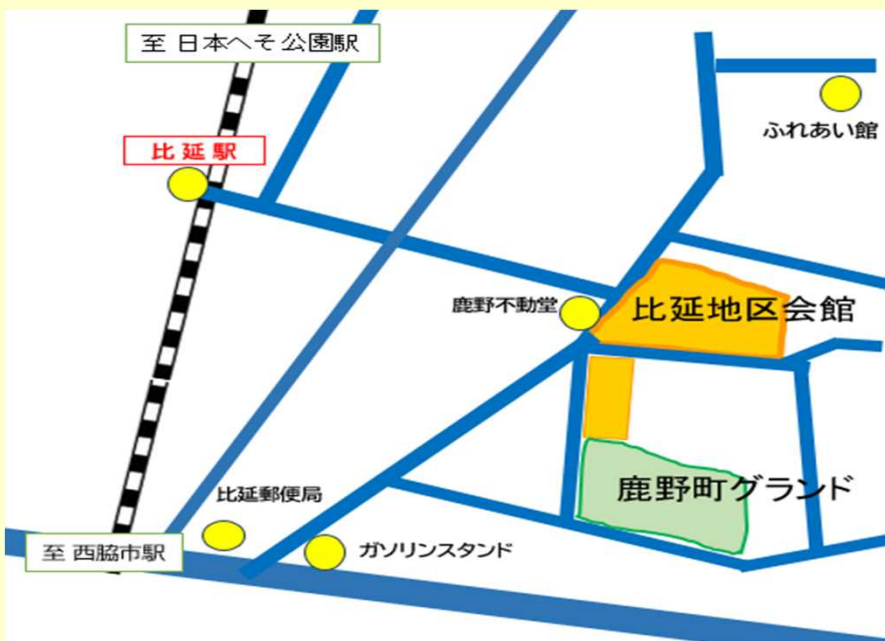 至 日本へそ公園駅
比延駅
ふれあい館
鹿野不動堂
比延地区会館
鹿野町グランド
比延郵便局
至 西脇市駅
ガソリンスタンド